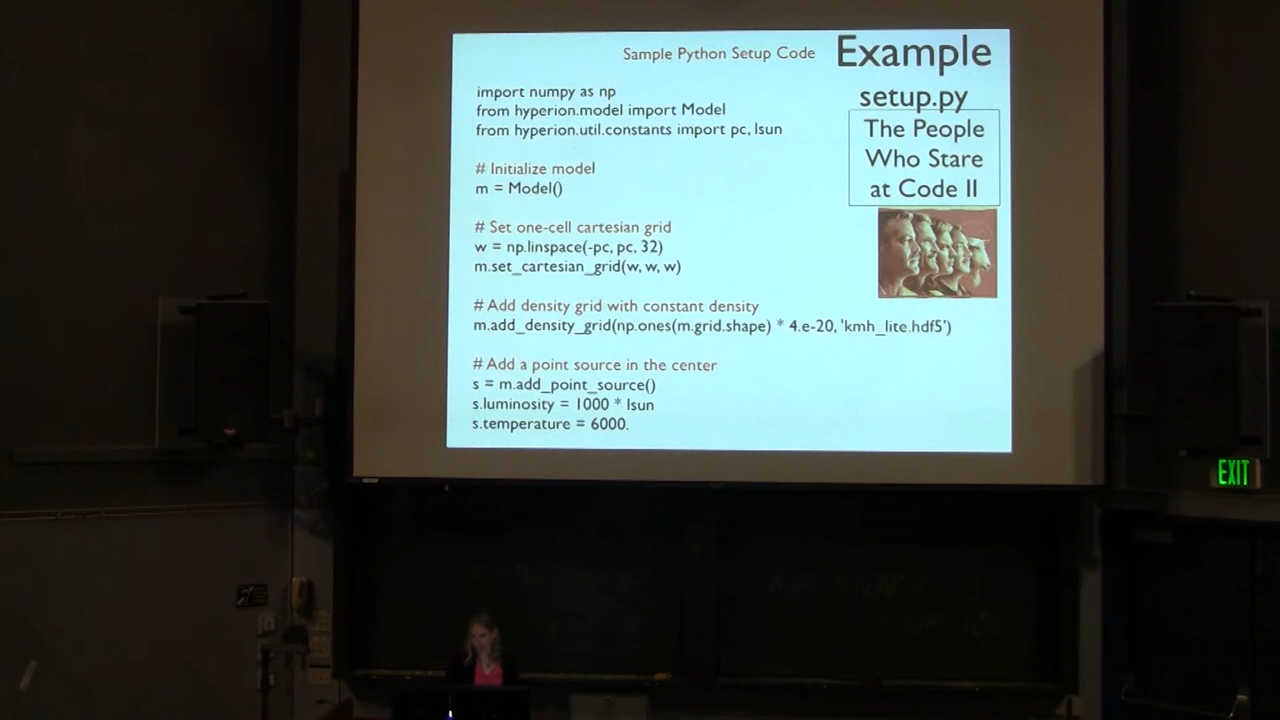 Sample Python Setup Code
Example
setup.py
The People
Who Stare
at Code II
import numpy as np
from hyperion.model import Model
from hyperion.util.constants import pc, lsun
# Initialize model
m = Model()
# Set one-cell cartesian grid
w = np.linspace(-pc, pc, 32)
m.set_cartesian_grid(w, w, w)
# Add density grid with constant density
m.add_density_grid(np.ones(m.grid.shape) * 4.e-20, 'kmh_lite.hdf5')
# Add a point source in the center
s = m.add_point_source()
s.luminosity = 1000 * lsun
s.temperature = 6000.
EXIT